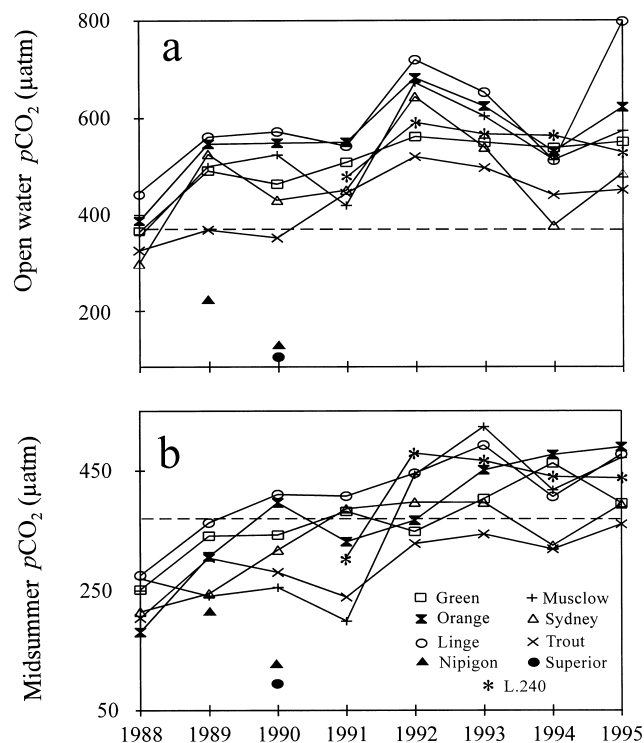 a
Open water pCO₂ (µatm)
800
600
400
200
b
Midsummer pCO₂ (µatm)
450
250
50
Green Musclow
Orange Sydney
Linge Trout
Nipigon Superior
L.240
1988 1989 1990 1991 1992 1993 1994 1995